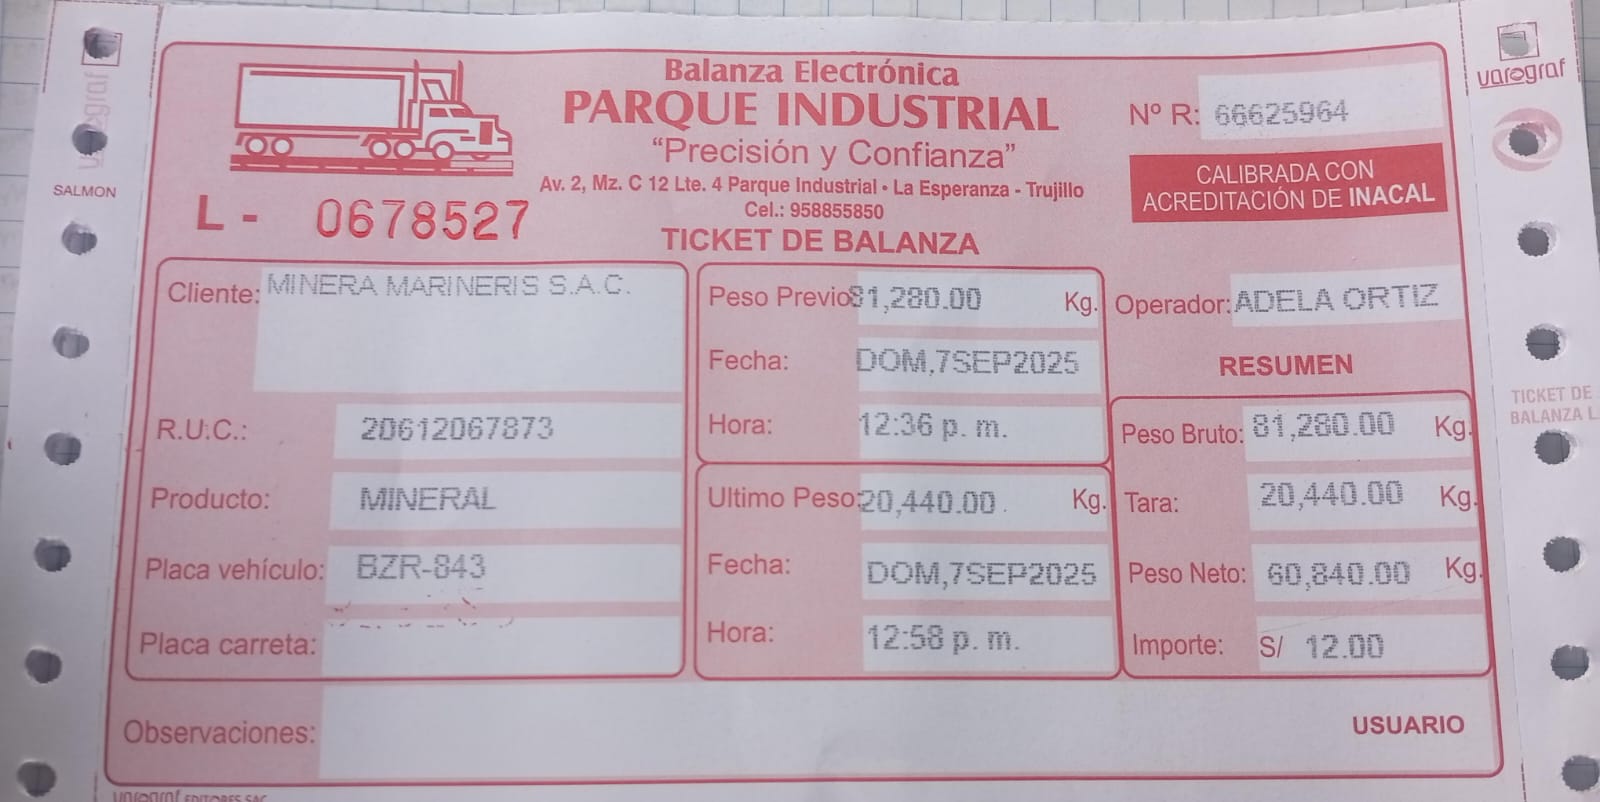 Balanza Electrónica
PARQUE INDUSTRIAL
"Precisión y Confianza"
Av. 2, Mz. C 12 Lte. 4 Parque Industrial • La Esperanza - Trujillo
Cel.: 958855850
TICKET DE BALANZA
L - 0678527
Nº R: 66625964
CALIBRADA CON
ACREDITACIÓN DE INACAL
Cliente: MINERA MARINERIS S.A.C.
R.U.C.: 20612067873
Producto: MINERAL
Placa vehículo: BZR-843
Placa carreta:
Peso Previo 81,280.00 Kg.
Fecha: DOM,7SEP2025
Hora: 12:36 p. m.
Ultimo Peso: 20,440.00 Kg.
Fecha: DOM,7SEP2025
Hora: 12:58 p. m.
Operador: ADELA ORTIZ
RESUMEN
Peso Bruto: 81,280.00 Kg.
Tara: 20,440.00 Kg.
Peso Neto: 60,840.00 Kg.
Importe: S/ 12.00
Observaciones:
USUARIO
SALMON
varograf
TICKET DE
BALANZA L
varograf EDITORES SAC